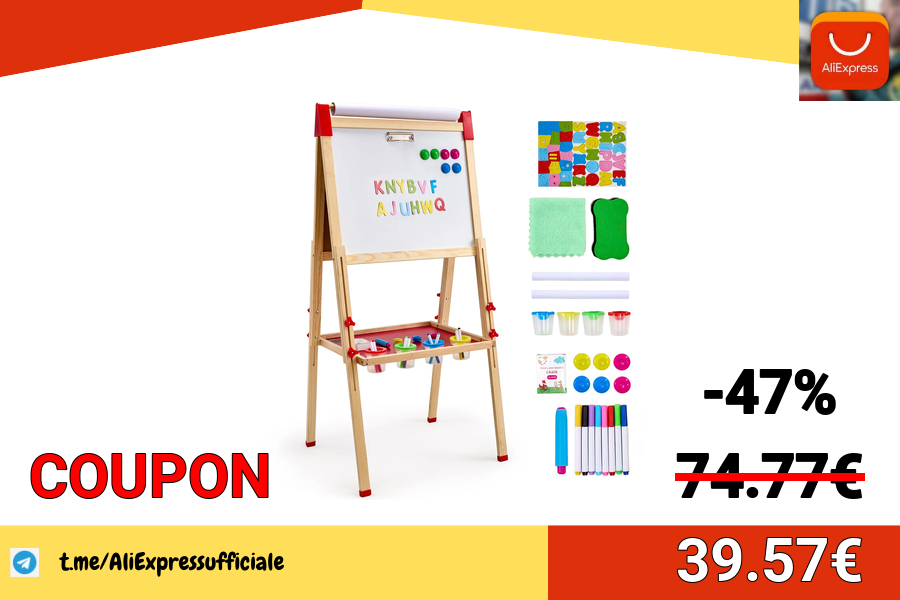 AliExpress
KNYBVF
AJUHWQ
-47%
COUPON
74.77€
t.me/AliExpressufficiale
39.57€